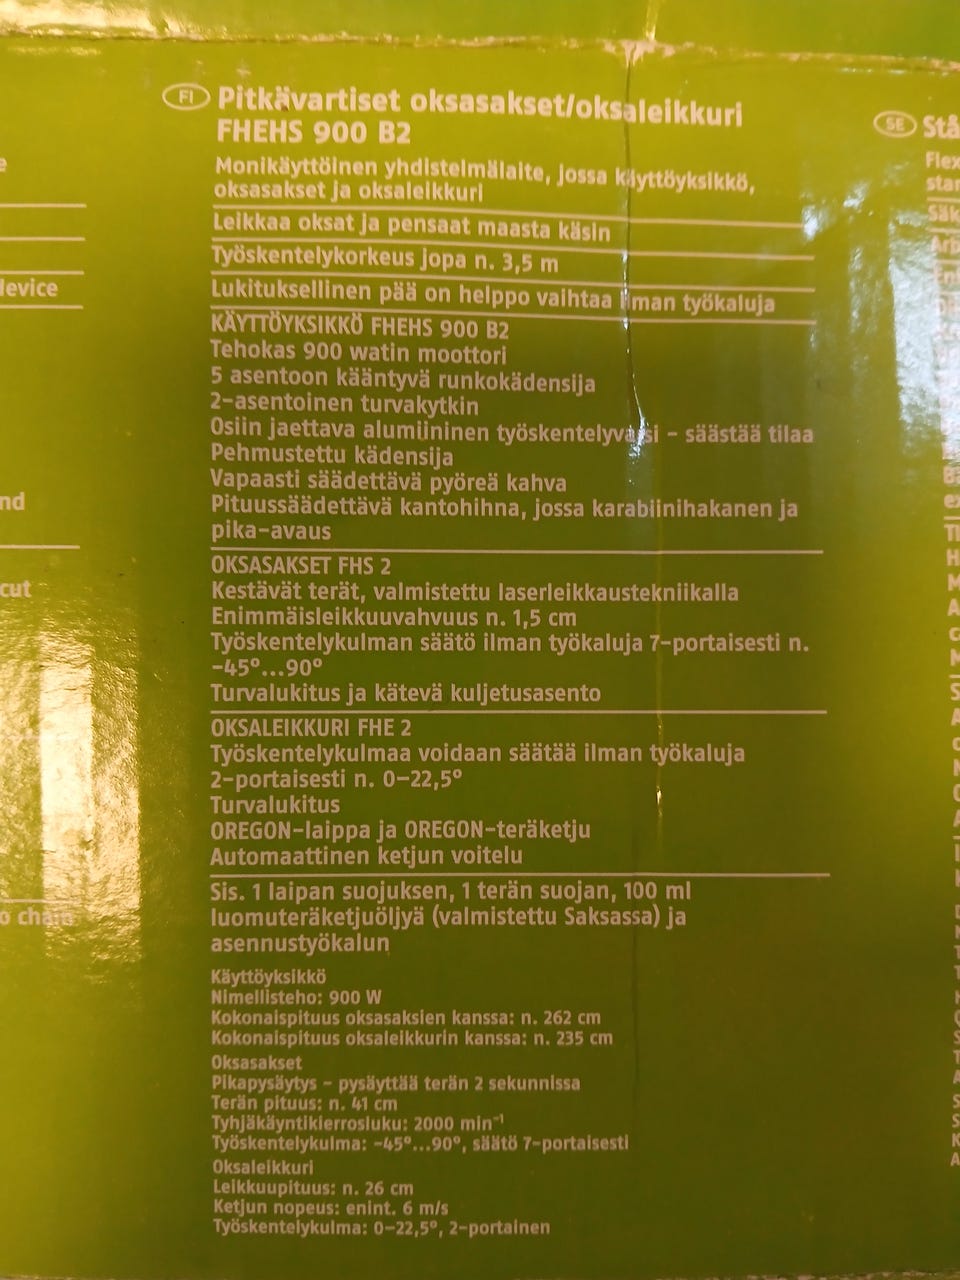 FI Pitkävartiset oksasakset/oksaleikkuri
FHEHS 900 B2
Monikäyttöinen yhdistelmälaite, jossa käyttöyksikkö,
oksasakset ja oksaleikkuri
Leikkaa oksat ja pensaat maasta käsin
Työskentelykorkeus jopa n. 3,5 m
Lukituksellinen pää on helppo vaihtaa ilman työkaluja
KÄYTTÖYKSIKKÖ FHEHS 900 B2
Tehokas 900 watin moottori
5 asentoon kääntyvä runkokädensija
2-asentoinen turvakytkin
Osiin jaettava alumiininen työskentelyvarsi – säästää tilaa
Pehmustettu kädensija
Vapaasti säädettävä pyöreä kahva
Pituussäädettävä kantohihna, jossa karabiinihakanen ja
pika-avaus
OKSASAKSET FHS 2
Kestävät terät, valmistettu laserleikkaustekniikalla
Enimmäisleikkuuvahvuus n. 1,5 cm
Työskentelykulman säätö ilman työkaluja 7-portaisesti n.
-45°...90°
Turvalukitus ja kätevä kuljetusasento
OKSALEIKKURI FHE 2
Työskentelykulmaa voidaan säätää ilman työkaluja
2-portaisesti n. 0–22,5°
Turvalukitus
OREGON-laippa ja OREGON-teräketju
Automaattinen ketjun voitelu
Sis. 1 laipan suojuksen, 1 terän suojan, 100 ml
luomuteräketjuöljyä (valmistettu Saksassa) ja
asennustyökalun
Käyttöyksikkö
Nimellisteho: 900 W
Kokonaispituus oksasaksien kanssa: n. 262 cm
Kokonaispituus oksaleikkurin kanssa: n. 235 cm
Oksasakset
Pikapysäytys – pysäyttää terän 2 sekunnissa
Terän pituus: n. 41 cm
Tyhjäkäyntikierrosluku: 2000 min⁻¹
Työskentelykulma: -45°...90°, säätö 7-portaisesti
Oksaleikkuri
Leikkuupituus: n. 26 cm
Ketjun nopeus: enint. 6 m/s
Työskentelykulma: 0–22,5°, 2-portainen
device
cut
chain
SE